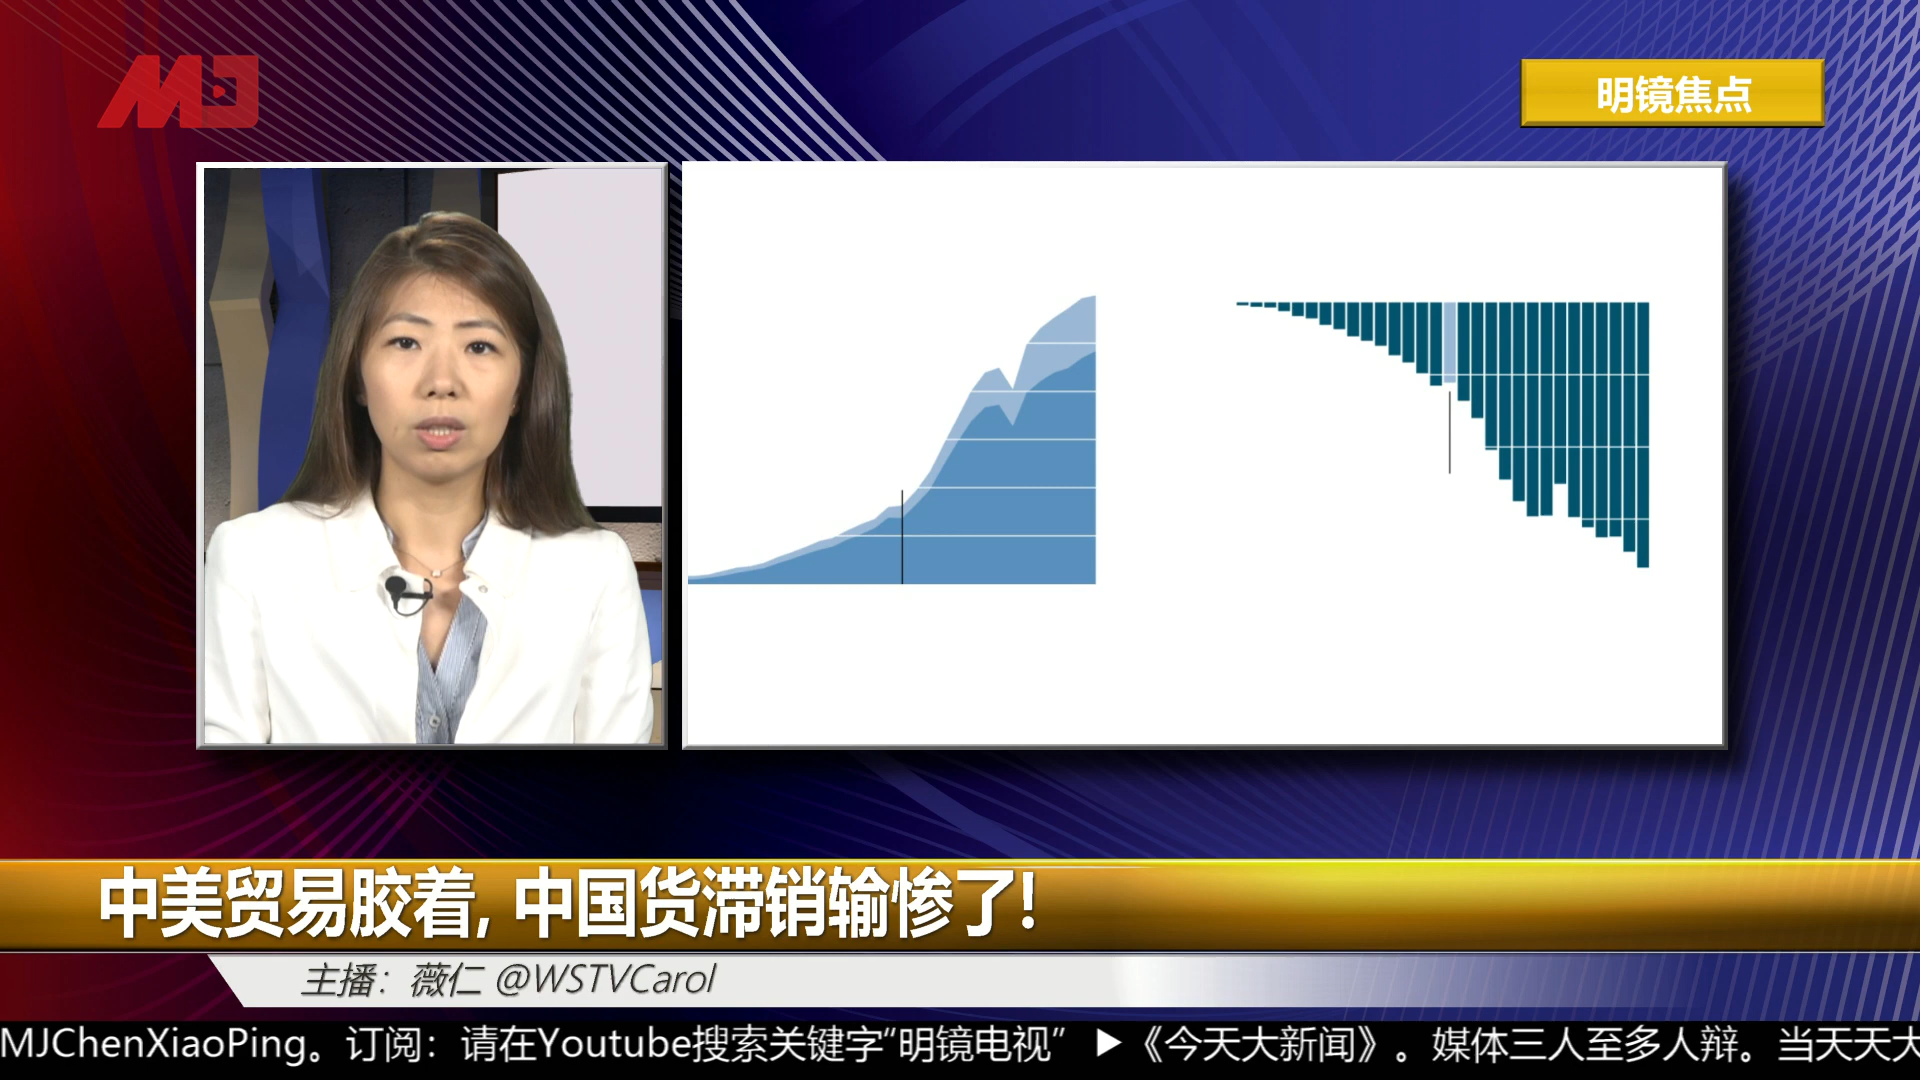 MJ
明镜焦点
中美贸易胶着, 中国货滞销输惨了!
主播: 薇仁 @WSTVCarol
MJChenXiaoPing。订阅：请在Youtube搜索关键字“明镜电视” ▶《今天大新闻》。媒体三人至多人辩。当天天大